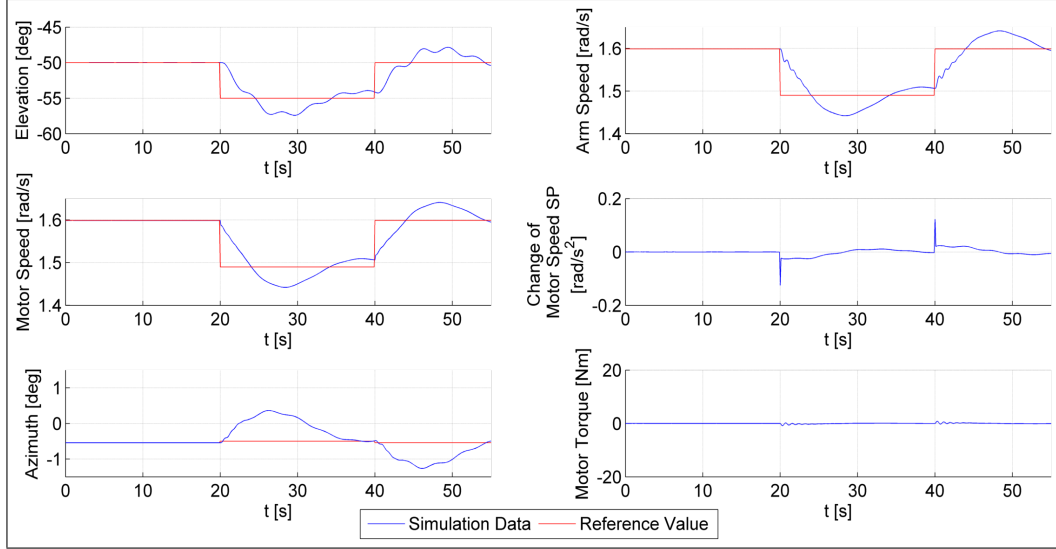 Elevation [deg]
-45
-50
-55
-60
0 10 20 30 40 50
t [s]
Arm Speed [rad/s]
1.6
1.5
1.4
0 10 20 30 40 50
t [s]
Motor Speed [rad/s]
1.6
1.5
1.4
0 10 20 30 40 50
t [s]
Change of
Motor Speed SP
[rad/s²]
0.2
0
-0.2
0 10 20 30 40 50
t [s]
Azimuth [deg]
1
0
-1
0 10 20 30 40 50
t [s]
Motor Torque [Nm]
20
0
-20
0 10 20 30 40 50
t [s]
Simulation Data Reference Value